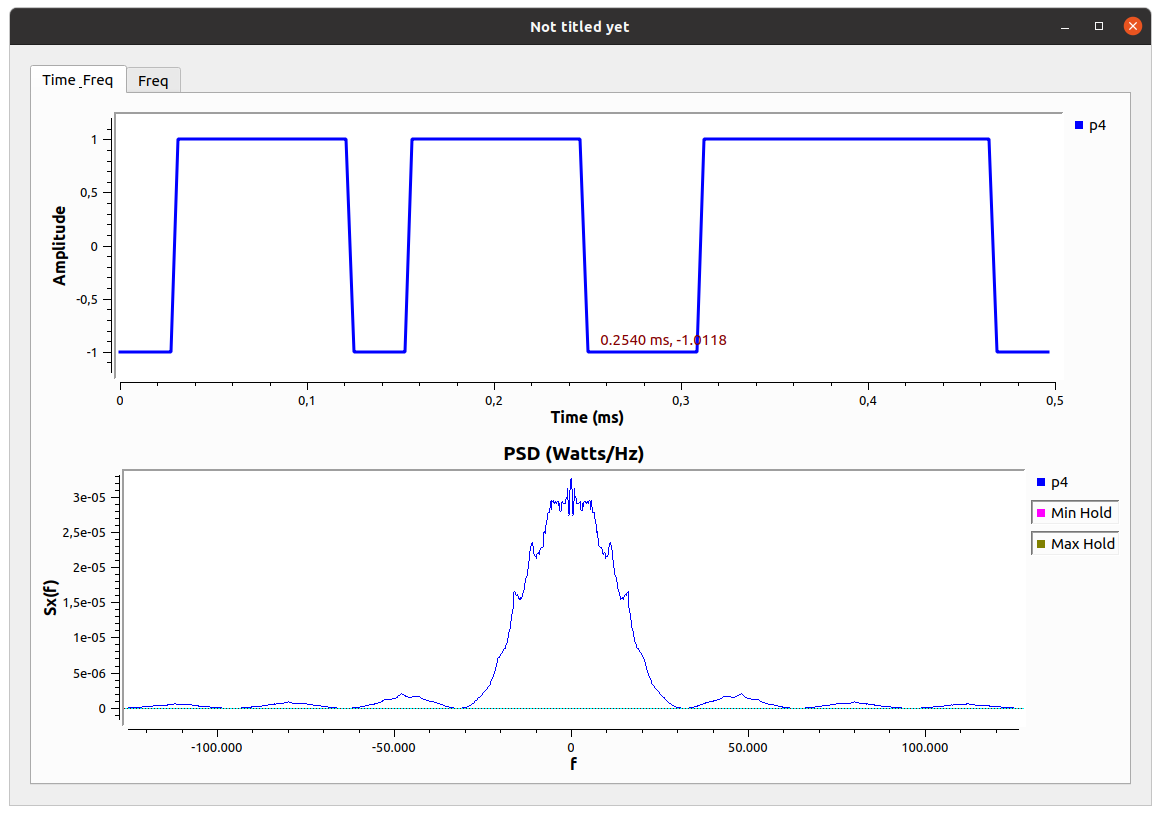 Not titled yet
Time_Freq
Freq
1
0,5
0
-0,5
-1
Amplitude
p4
0.2540 ms, -1.0118
0
0,1
0,2
0,3
0,4
0,5
Time (ms)
PSD (Watts/Hz)
3e-05
2,5e-05
2e-05
1,5e-05
1e-05
5e-06
0
Sx(f)
p4
Min Hold
Max Hold
-100.000
-50.000
0
50.000
100.000
f